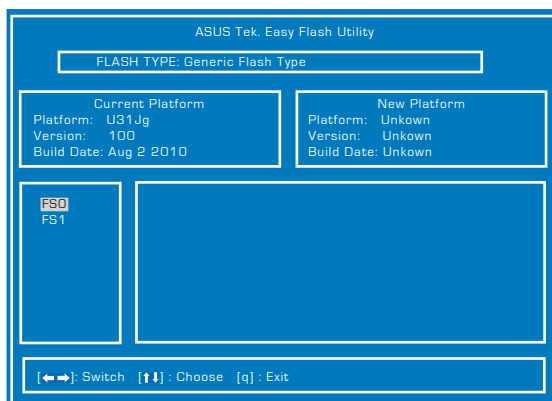 ASUS Tek. Easy Flash Utility
FLASH TYPE: Generic Flash Type
Current Platform
Platform: U31Jg
Version: 100
Build Date: Aug 2 2010
New Platform
Platform: Unkown
Version: Unkown
Build Date: Unkown
FS0
FS1
[←→]: Switch [↑↓] : Choose [q] : Exit